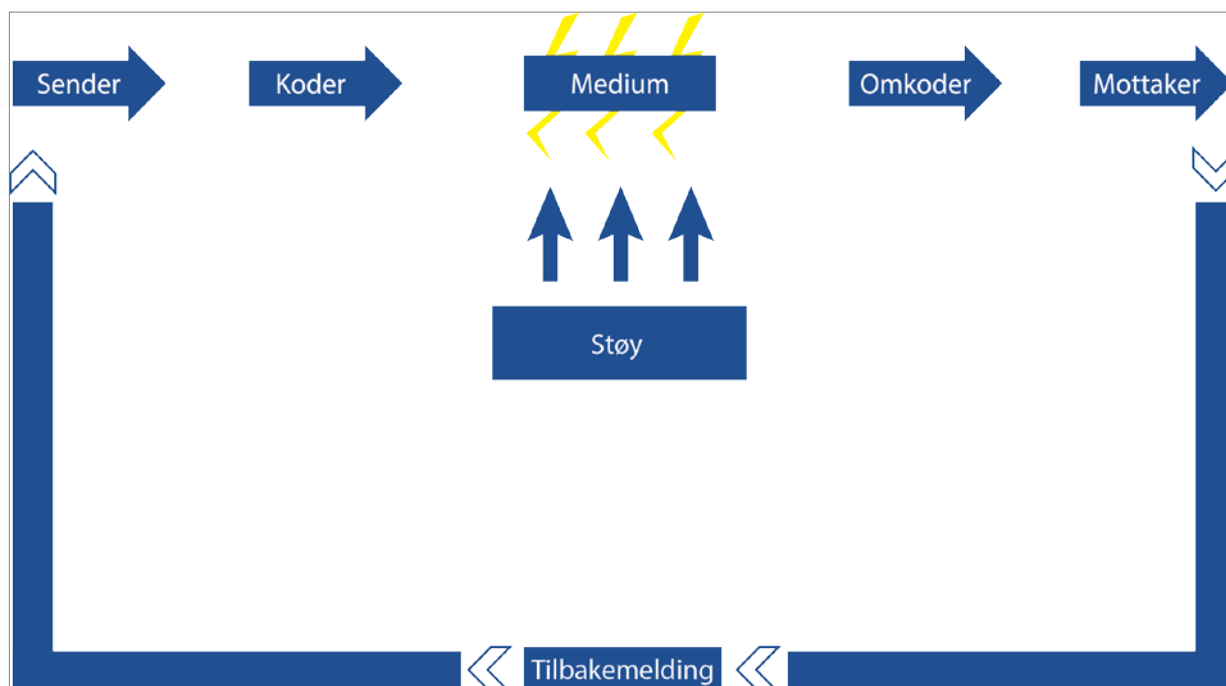 Sender
Koder
Medium
Omkoder
Mottaker
Støy
Tilbakemelding